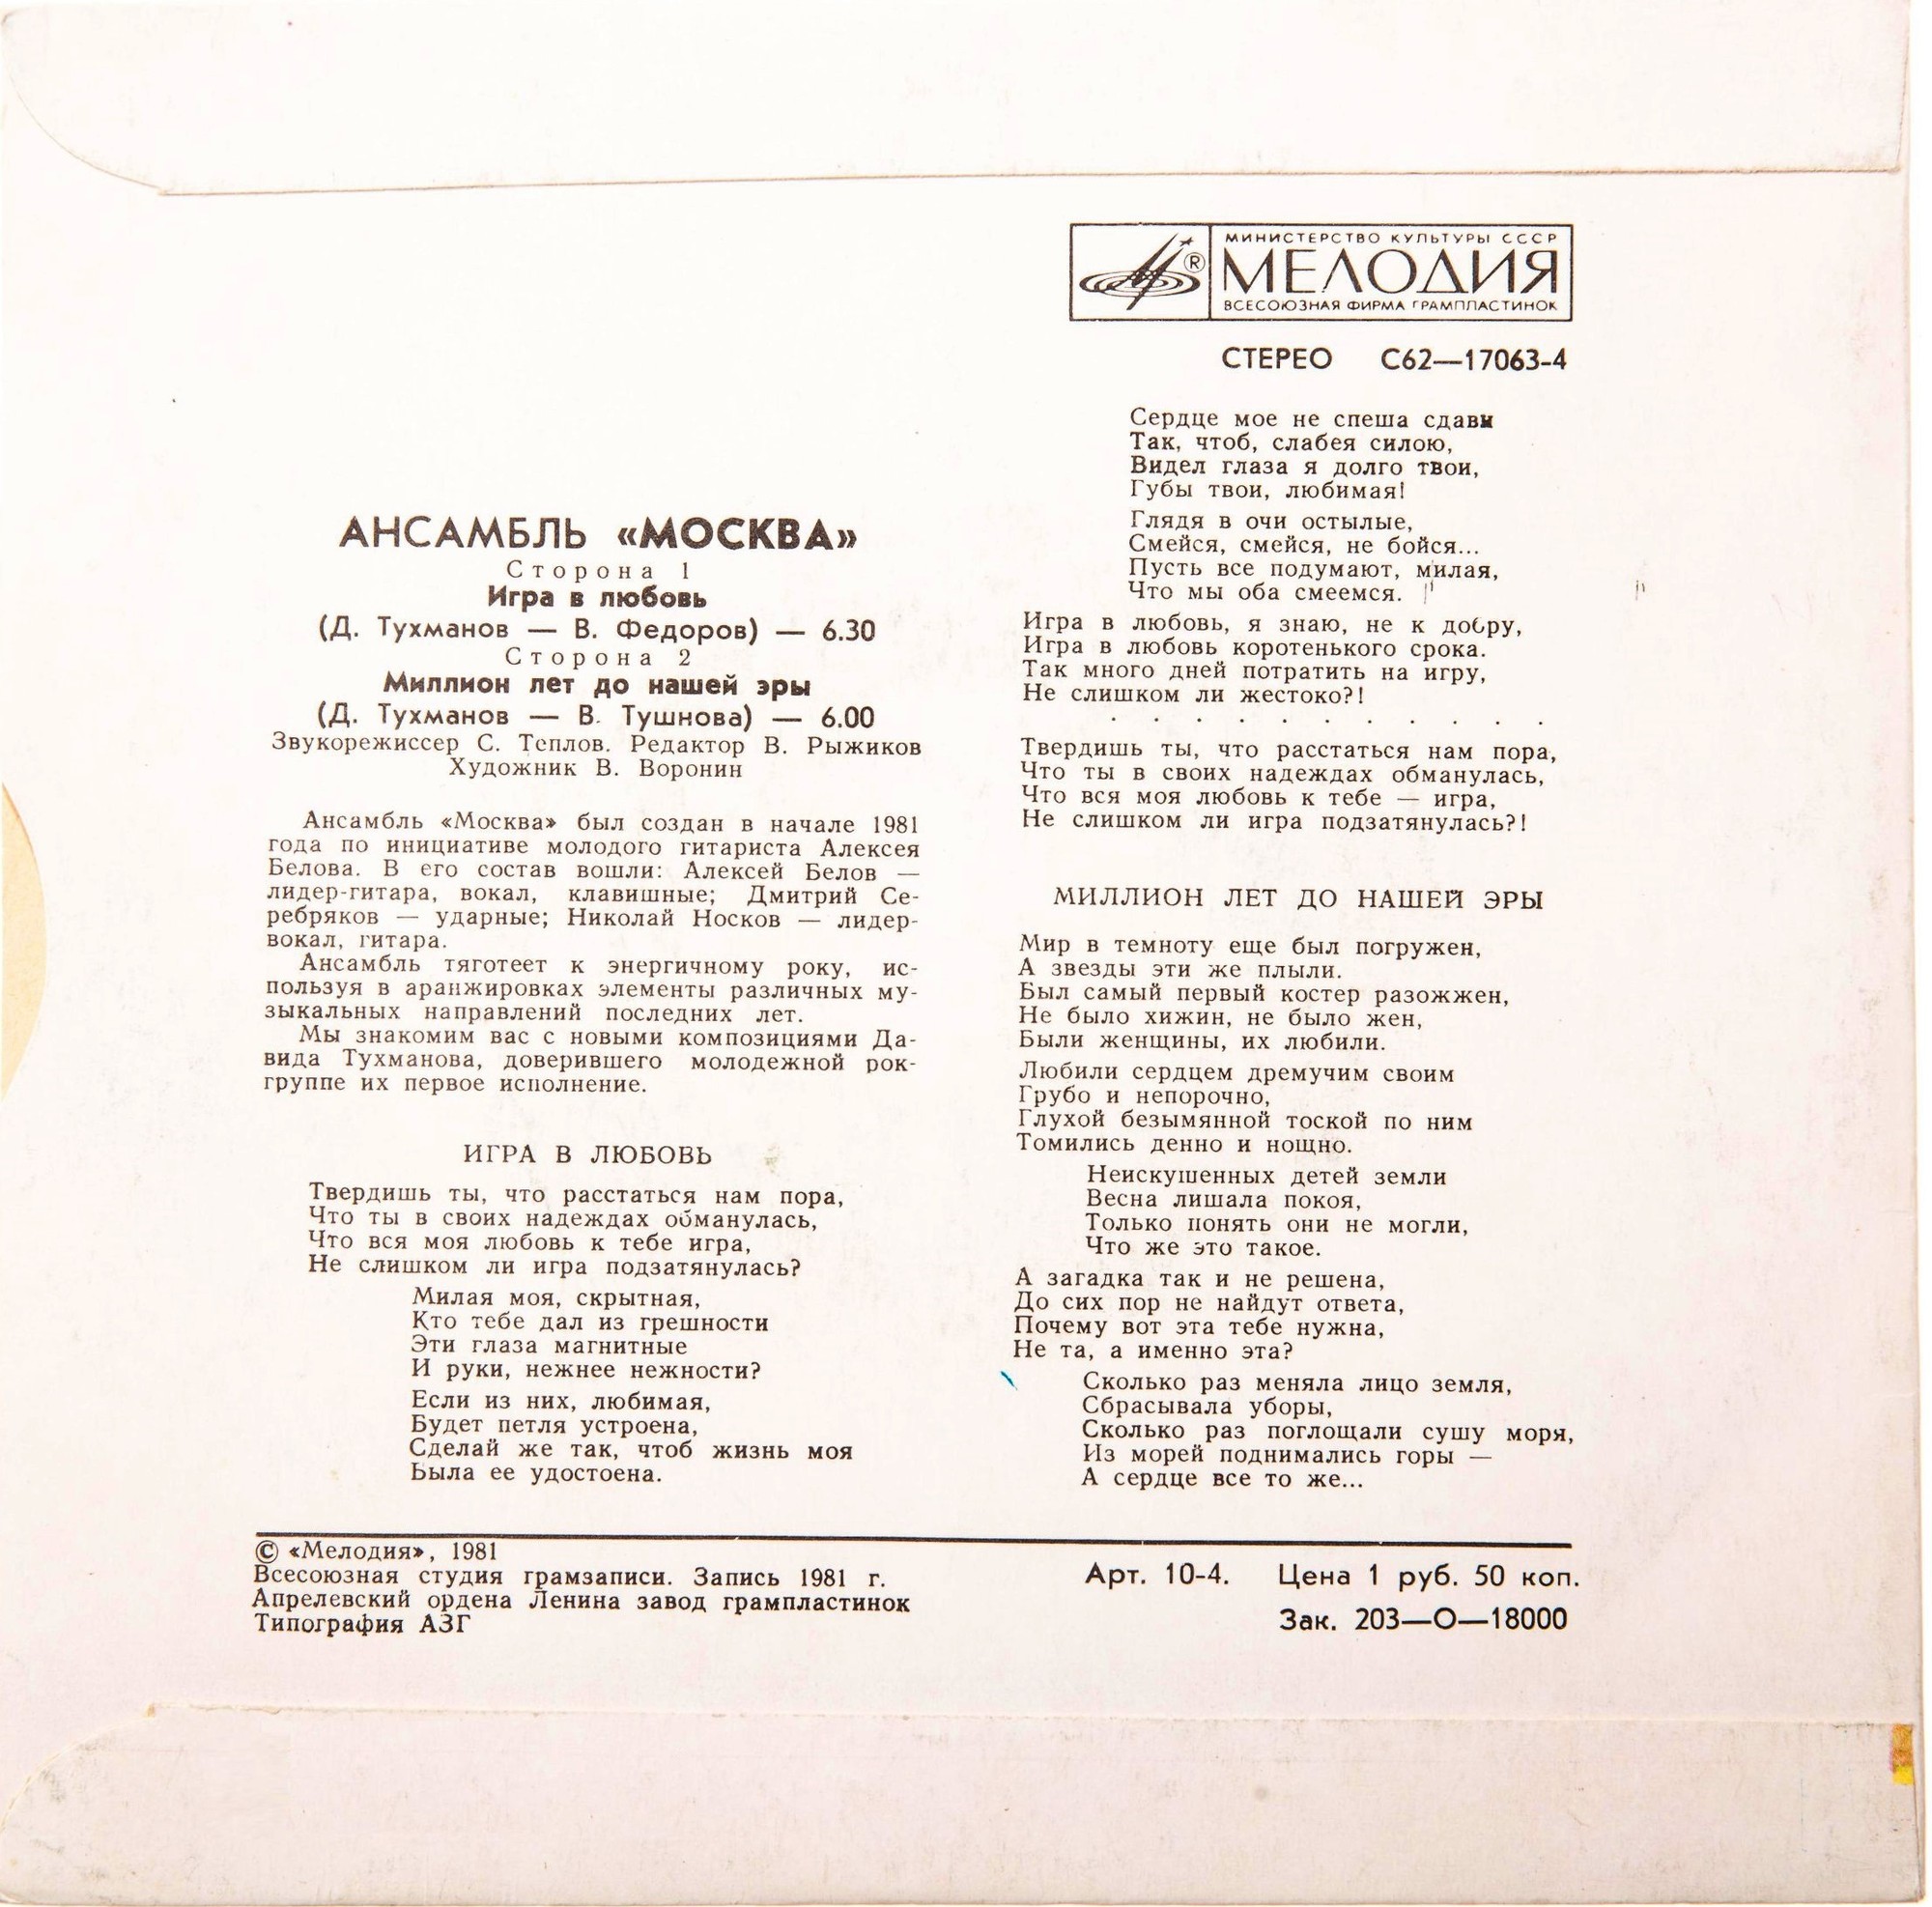 МИНИСТЕРСТВО КУЛЬТУРЫ СССР
МЕЛОДИЯ
ВСЕСОЮЗНАЯ ФИРМА ГРАМПЛАСТИНОК
®
СТЕРЕО С62—17063-4
АНСАМБЛЬ «МОСКВА»
Сторона 1
Игра в любовь
(Д. Тухманов — В. Федоров) — 6.30
Сторона 2
Миллион лет до нашей эры
(Д. Тухманов — В. Тушнова) — 6.00
Звукорежиссер С. Теплов. Редактор В. Рыжиков
Художник В. Воронин
Ансамбль «Москва» был создан в начале 1981
года по инициативе молодого гитариста Алексея
Белова. В его состав вошли: Алексей Белов —
лидер-гитара, вокал, клавишные; Дмитрий Се-
ребряков — ударные; Николай Носков — лидер-
вокал, гитара.
Ансамбль тяготеет к энергичному року, ис-
пользуя в аранжировках элементы различных му-
зыкальных направлений последних лет.
Мы знакомим вас с новыми композициями Да-
вида Тухманова, доверившего молодежной рок-
группе их первое исполнение.
ИГРА В ЛЮБОВЬ
Твердишь ты, что расстаться нам пора,
Что ты в своих надеждах обманулась,
Что вся моя любовь к тебе игра,
Не слишком ли игра подзатянулась?
Милая моя, скрытная,
Кто тебе дал из грешности
Эти глаза магнитные
И руки, нежнее нежности?
Если из них, любимая,
Будет петля устроена,
Сделай же так, чтоб жизнь моя
Была ее удостоена.
Сердце мое не спеша сдави
Так, чтоб, слабея силою,
Видел глаза я долго твои,
Губы твои, любимая!
Глядя в очи остылые,
Смейся, смейся, не бойся...
Пусть все подумают, милая,
Что мы оба смеемся.
Игра в любовь, я знаю, не к добру,
Игра в любовь коротенького срока.
Так много дней потратить на игру,
Не слишком ли жестоко?!
. . . . . . . . . . .
Твердишь ты, что расстаться нам пора,
Что ты в своих надеждах обманулась,
Что вся моя любовь к тебе — игра,
Не слишком ли игра подзатянулась?!
МИЛЛИОН ЛЕТ ДО НАШЕЙ ЭРЫ
Мир в темноту еще был погружен,
А звезды эти же плыли.
Был самый первый костер разожжен,
Не было хижин, не было жен,
Были женщины, их любили.
Любили сердцем дремучим своим
Грубо и непорочно,
Глухой безымянной тоской по ним
Томились денно и нощно.
Неискушенных детей земли
Весна лишала покоя,
Только понять они не могли,
Что же это такое.
А загадка так и не решена,
До сих пор не найдут ответа,
Почему вот эта тебе нужна,
Не та, а именно эта?
Сколько раз меняла лицо земля,
Сбрасывала уборы,
Сколько раз поглощали сушу моря,
Из морей поднимались горы —
А сердце все то же...
© «Мелодия», 1981
Всесоюзная студия грамзаписи. Запись 1981 г.
Апрелевский ордена Ленина завод грампластинок
Типография АЗГ
Арт. 10-4. Цена 1 руб. 50 коп.
Зак. 203—О—18000